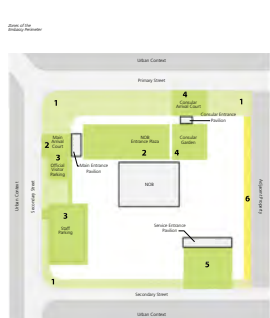 Zones of the
Embassy Perimeter
Urban Context
Primary Street
4
1
Consular
Arrival Court
1
Consular Entrance
Pavilion
2
Main
Arrival
Court
NOB
Entrance Plaza
Consular
Garden
2
4
3
Main Entrance
Pavilion
Official
Visitor
Parking
NOB
Urban Context
Secondary Street
6
Adjacent Property
3
Staff
Parking
Service Entrance
Pavilion
5
1
Secondary Street
Urban Context